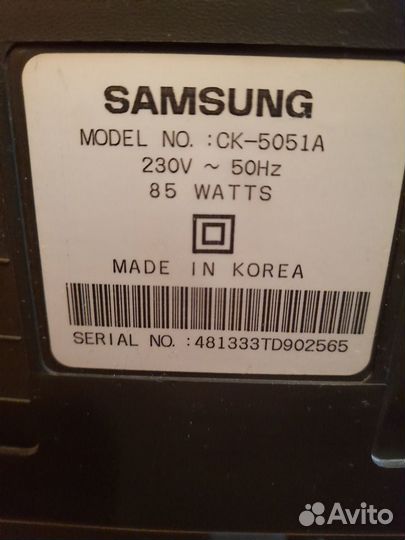 SAMSUNG
MODEL NO. :CK-5051A
230V ~ 50Hz
85 WATTS
MADE IN KOREA
SERIAL NO. :481333TD902565
Avito